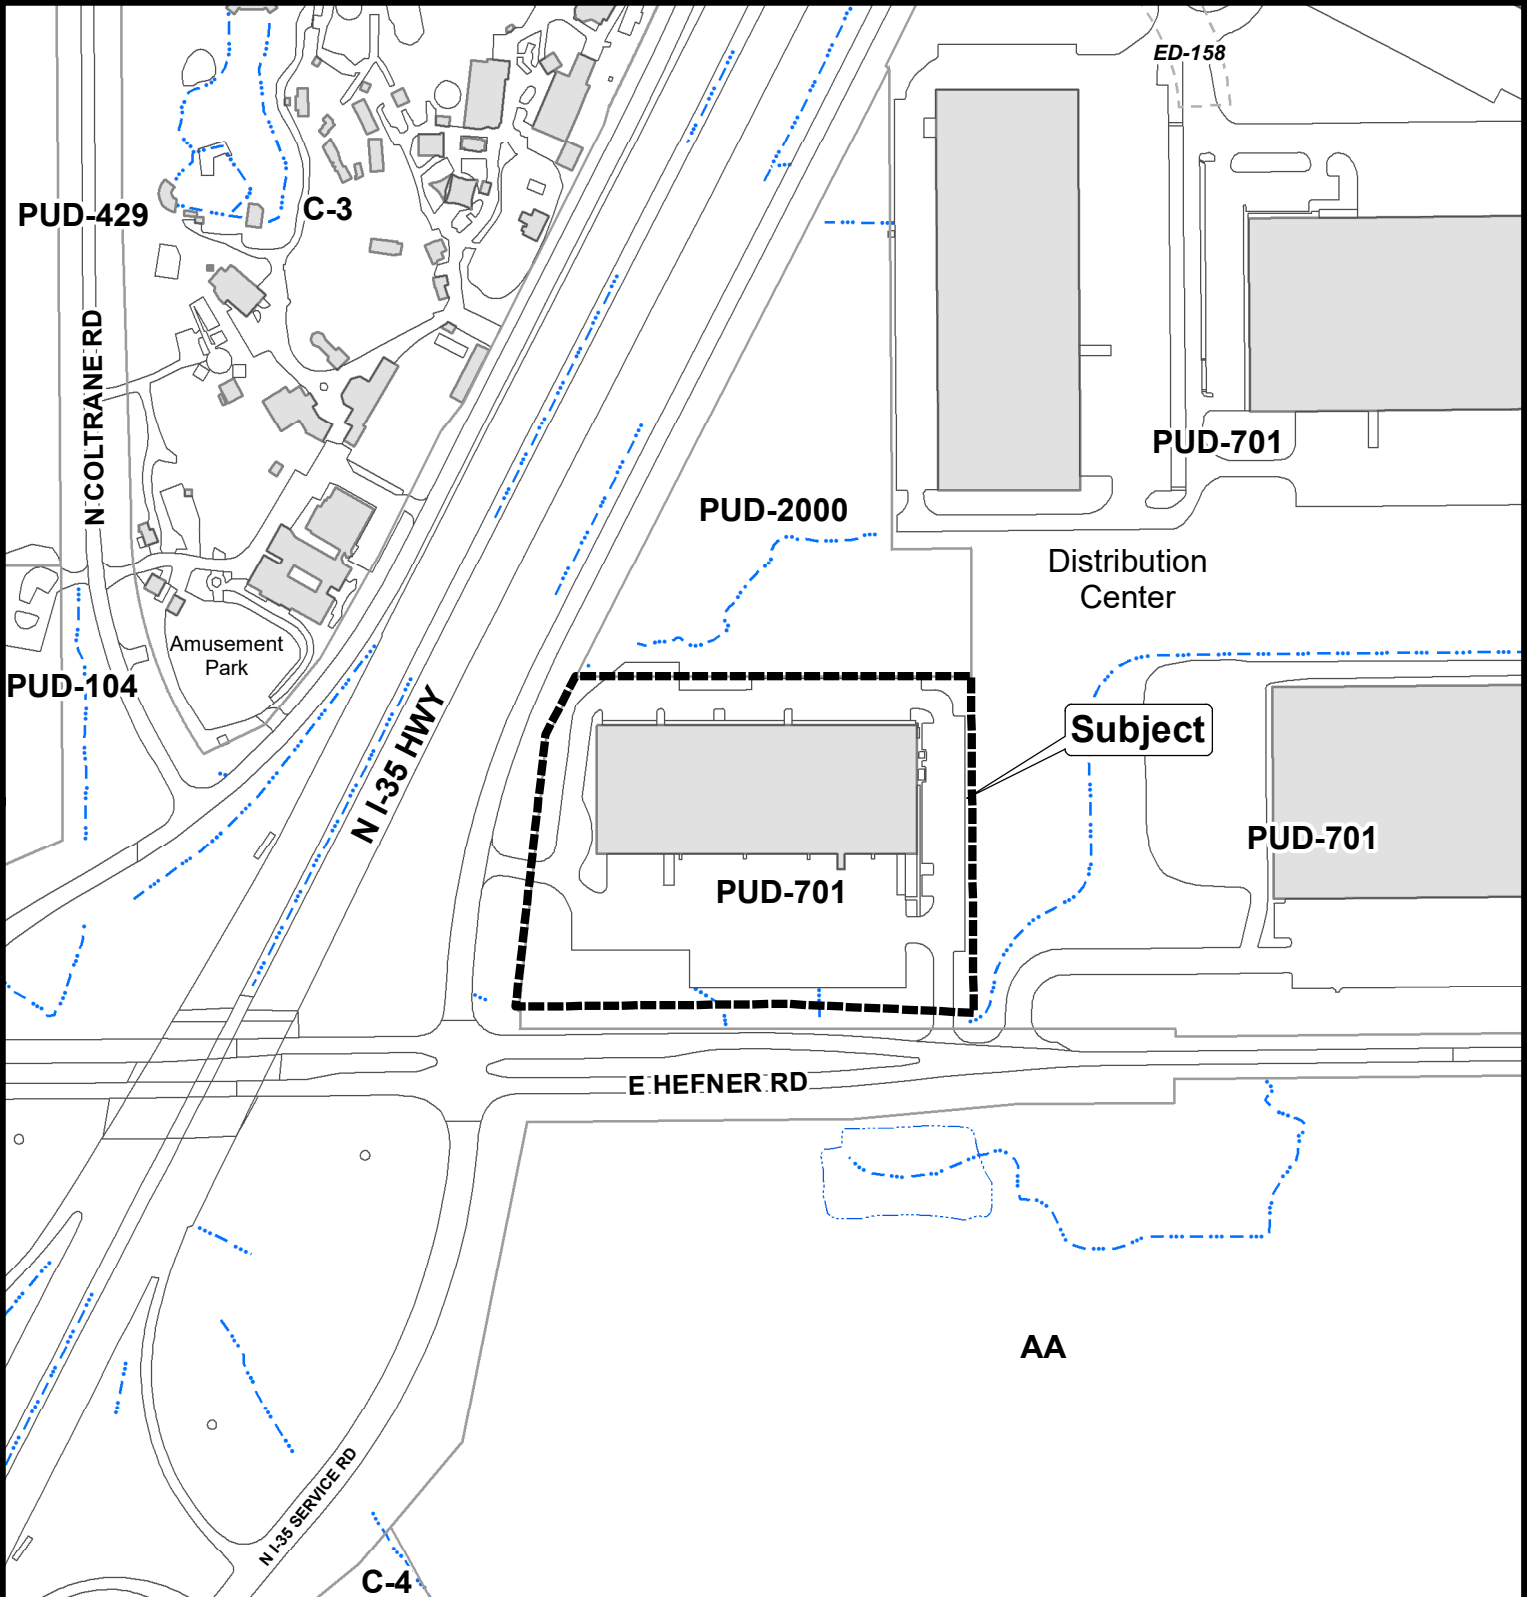 ED-158
PUD-429
C-3
N COLTRANE RD
PUD-701
PUD-2000
Distribution
Center
Amusement
Park
PUD-104
N I-35 HWY
Subject
PUD-701
PUD-701
E HEFNER RD
AA
N I-35 SERVICE RD
C-4